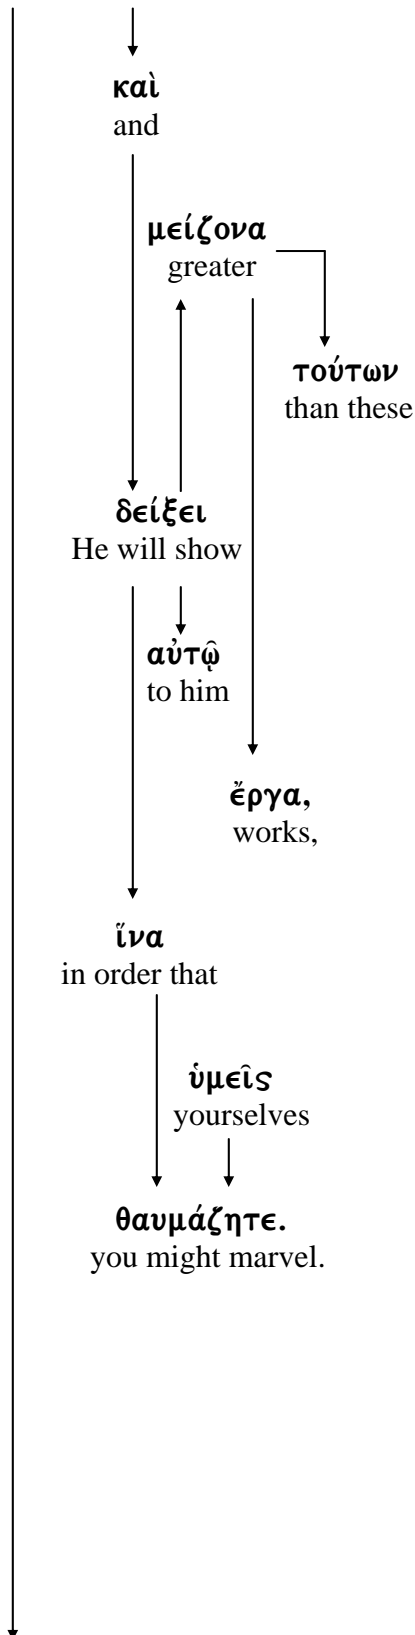 καὶ
and
μείζονα
greater
τούτων
than these
δείξει
He will show
αὐτῷ
to him
ἔργα,
works,
ἵνα
in order that
ὑμεῖς
yourselves
θαυμάζητε.
you might marvel.